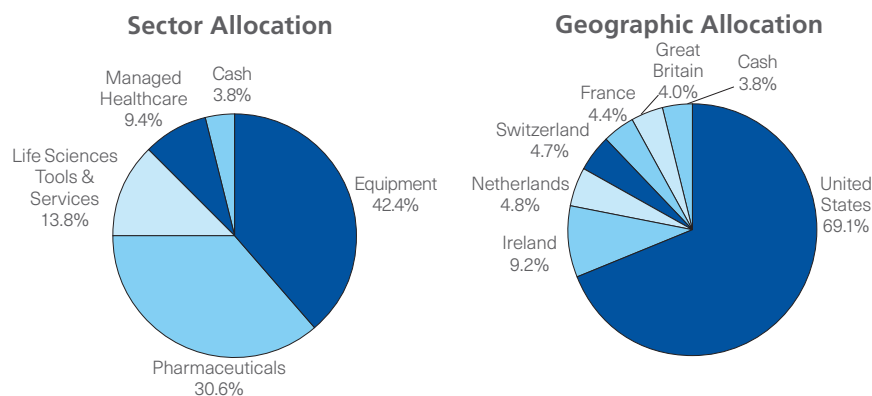 Sector Allocation
Cash
3.8%
Managed
Healthcare
9.4%
Life Sciences
Tools &
Services
13.8%
Equipment
42.4%
Pharmaceuticals
30.6%
Geographic Allocation
Great
Britain
4.0%
Cash
3.8%
France
4.4%
Switzerland
4.7%
Netherlands
4.8%
Ireland
9.2%
United
States
69.1%